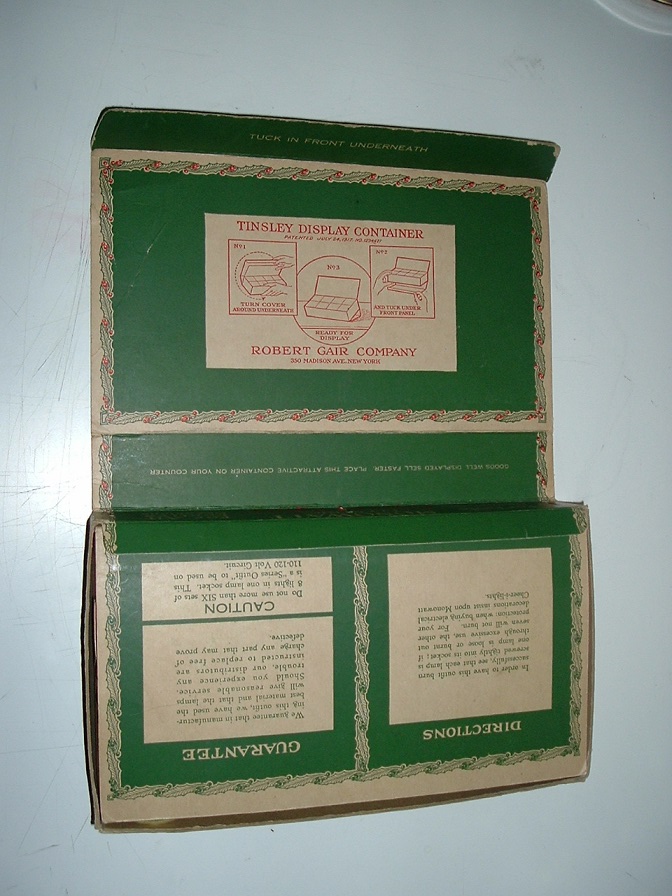 TUCK IN FRONT UNDERNEATH
TINSLEY DISPLAY CONTAINER
PATENTED JULY 24, 1917. NO.
No1
TURN COVER
AROUND UNDERNEATH
No3
READY FOR
DISPLAY
No2
AND TUCK UNDER
FRONT PANEL
ROBERT GAIR COMPANY
350 MADISON AVE. NEW YORK
GOODS WELL DISPLAYED SELL FASTER. PLACE THIS ATTRACTIVE CONTAINER ON YOUR COUNTER
DIRECTIONS
In order to have this outfit burn
successfully, see that each lamp is
screwed tightly into its socket; if
one lamp is loose or burned out
through excessive use, the other
seven will not burn. For your
protection when buying electrical
decorations insist upon Monowatt
Cheer-Lights.
GUARANTEE
We guarantee that in manufactur-
ing this outfit, we have used the
best material and that the lamps
will give reasonable service.
Should you experience any
trouble, our distributors are
instructed to replace free of
charge any part that may prove
defective.
CAUTION
Do not use more than SIX sets of
8 lights in one lamp socket. This
is a "Series Outfit" to be used on
110-120 Volt Circuit.